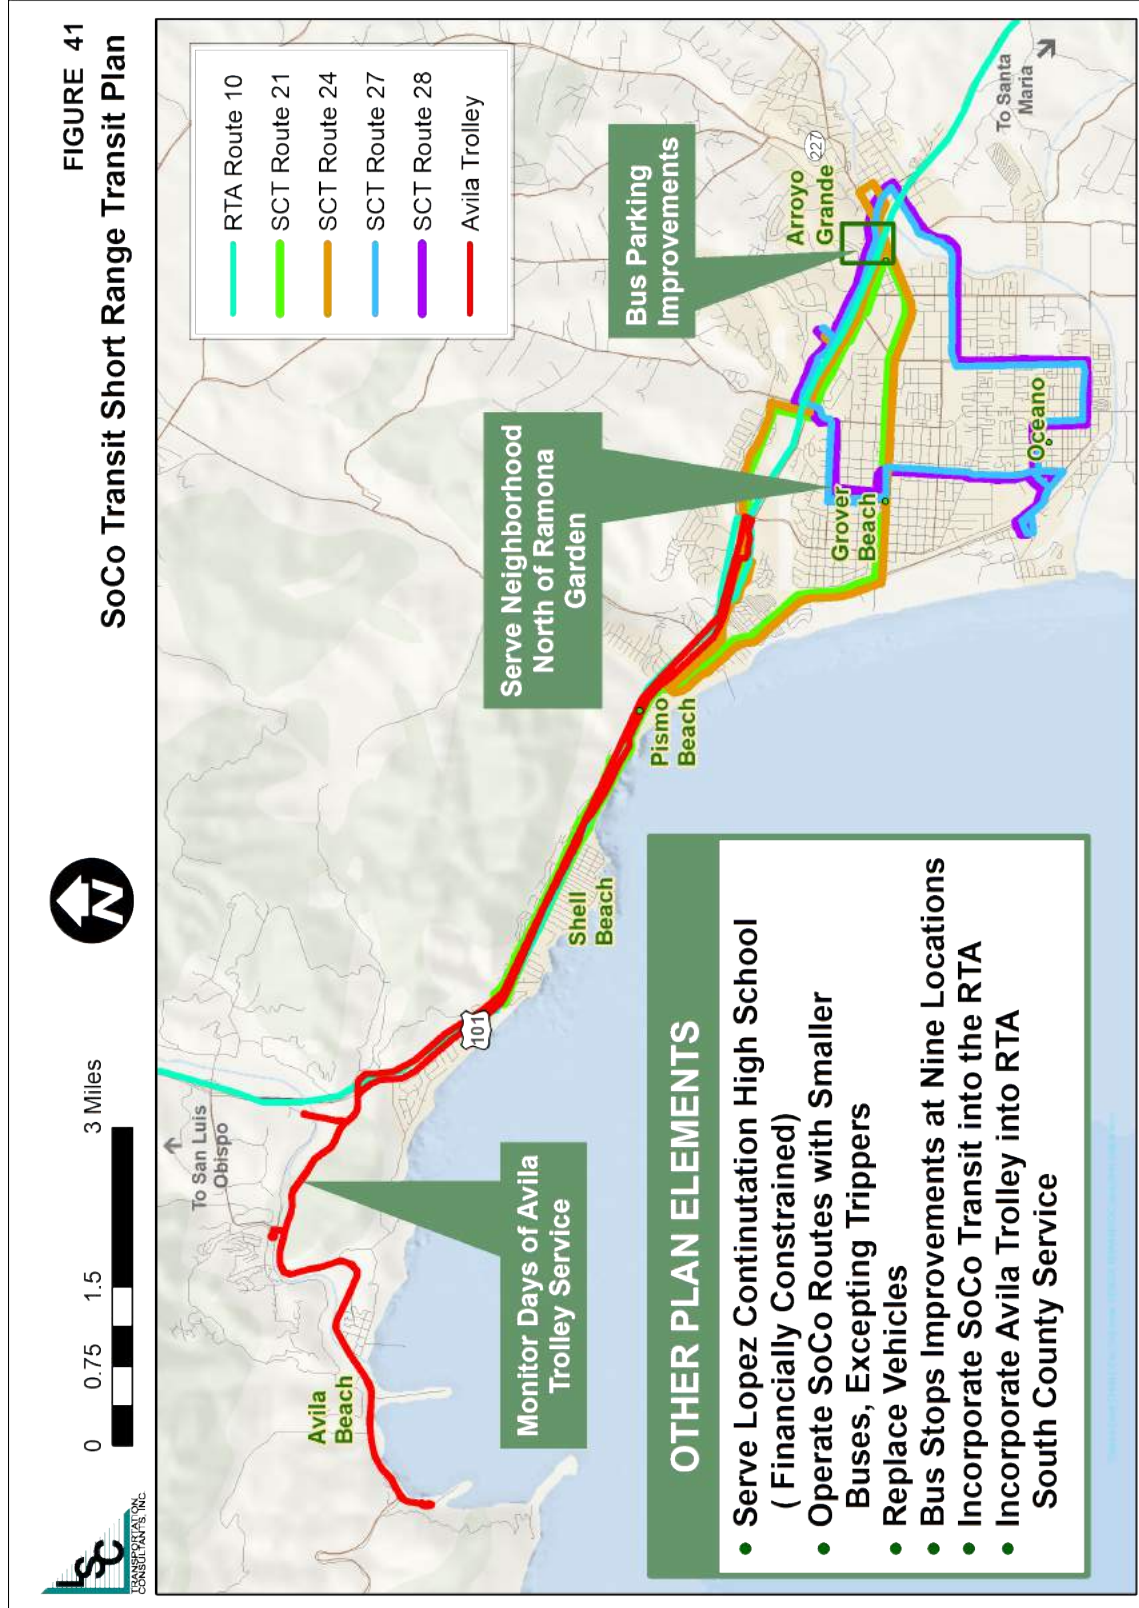 FIGURE 41
SoCo Transit Short Range Transit Plan
LSC
TRANSPORTATION
CONSULTANTS, INC.
0 0.75 1.5 3 Miles
N
RTA Route 10
SCT Route 21
SCT Route 24
SCT Route 27
SCT Route 28
Avila Trolley
To San Luis
Obispo
101
Avila
Beach
Shell
Beach
Pismo
Beach
Grover
Beach
Oceano
Arroyo
Grande
227
To Santa
Maria
Monitor Days of Avila
Trolley Service
Serve Neighborhood
North of Ramona
Garden
Bus Parking
Improvements
OTHER PLAN ELEMENTS
• Serve Lopez Continutation High School
( Financially Constrained)
• Operate SoCo Routes with Smaller
Buses, Excepting Trippers
• Replace Vehicles
• Bus Stops Improvements at Nine Locations
• Incorporate SoCo Transit into the RTA
• Incorporate Avila Trolley into RTA
South County Service